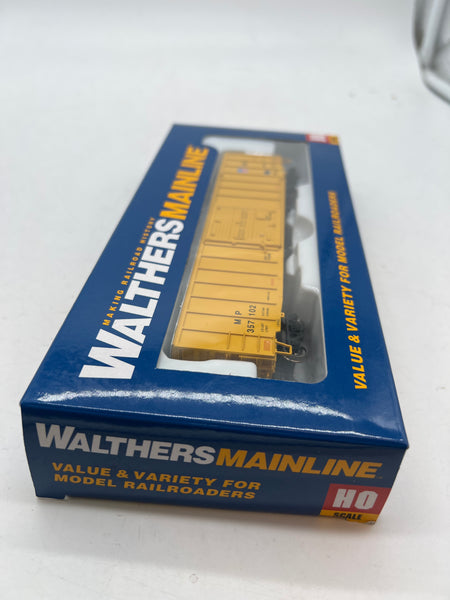 MAKING RAILROAD HISTORY
WALTHERSMAINLINE
VALUE & VARIETY FOR MODEL RAILROADERS
MP
357102
WALTHERSMAINLINE
VALUE & VARIETY FOR
MODEL RAILROADERS
HO
SCALE